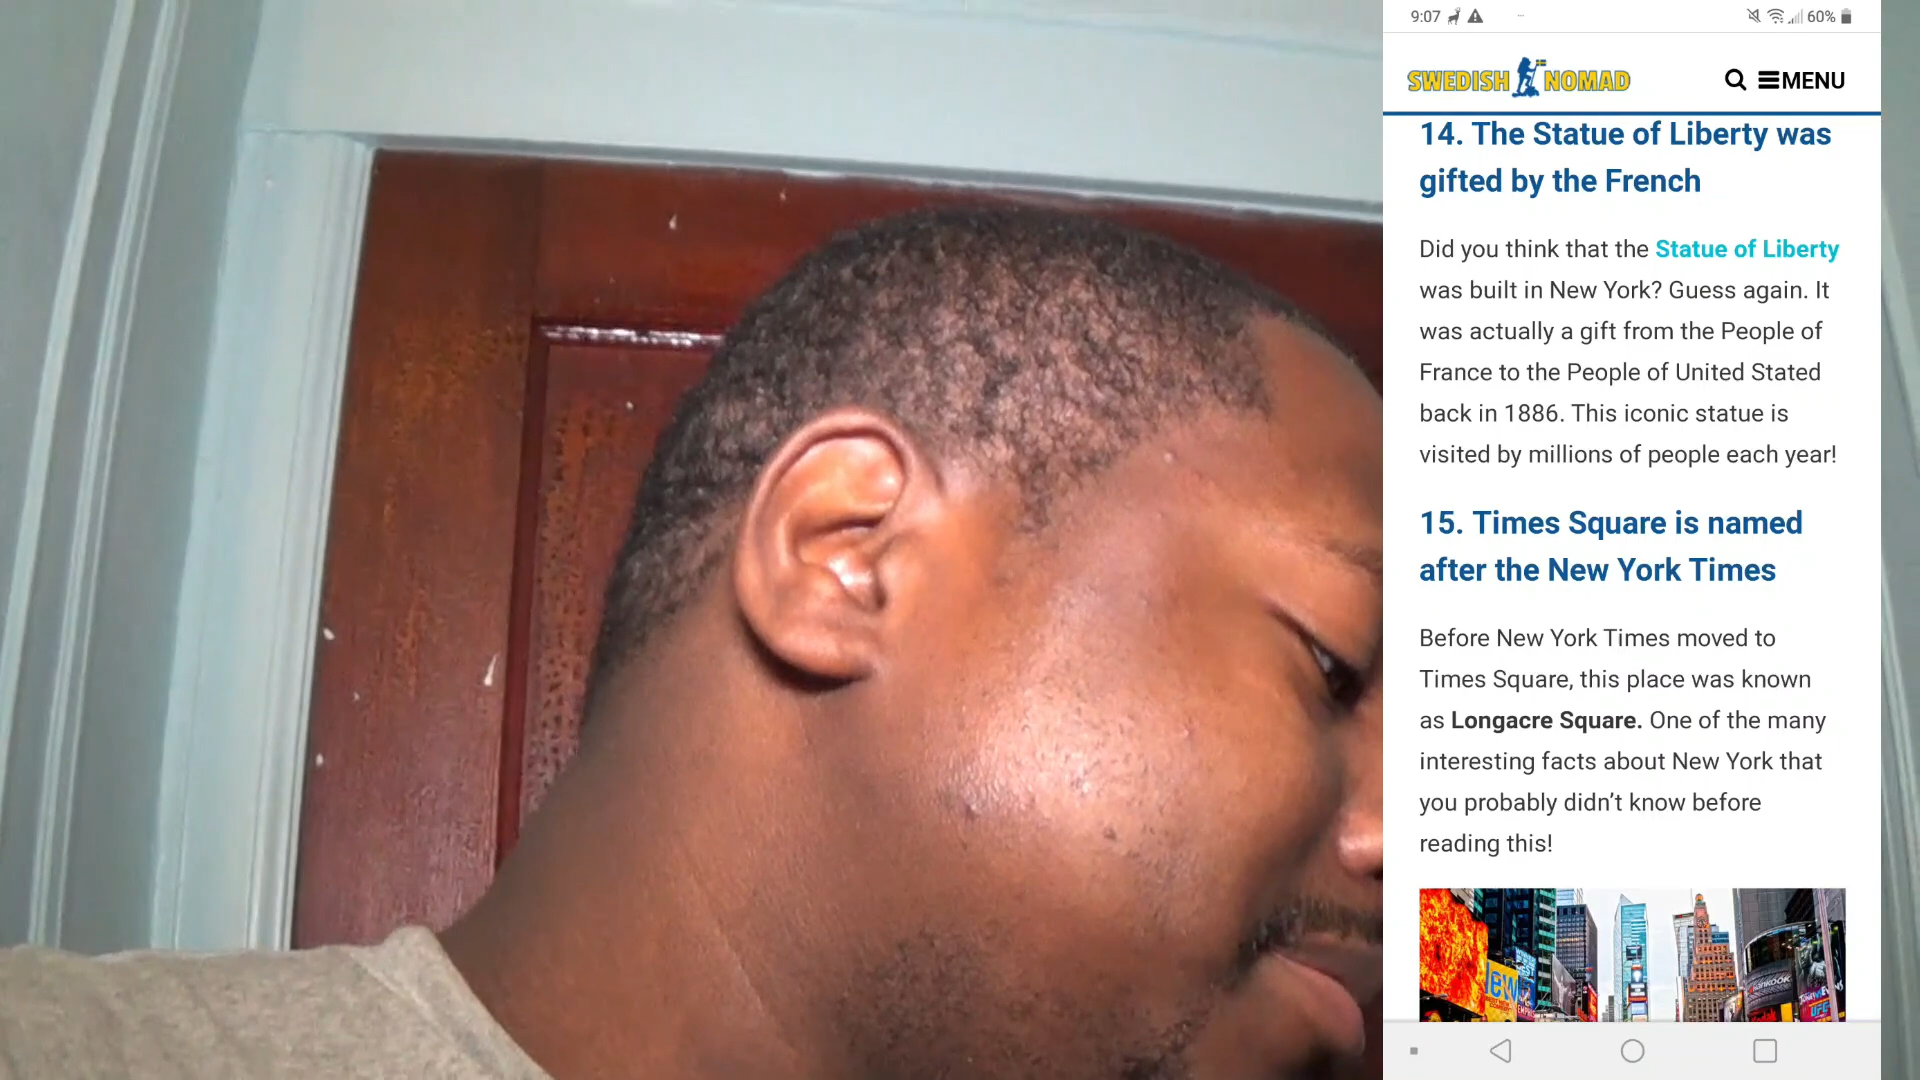 9:07
60%
SWEDISH NOMAD
MENU
14. The Statue of Liberty was
gifted by the French
Did you think that the Statue of Liberty
was built in New York? Guess again. It
was actually a gift from the People of
France to the People of United Stated
back in 1886. This iconic statue is
visited by millions of people each year!
15. Times Square is named
after the New York Times
Before New York Times moved to
Times Square, this place was known
as Longacre Square. One of the many
interesting facts about New York that
you probably didn’t know before
reading this!